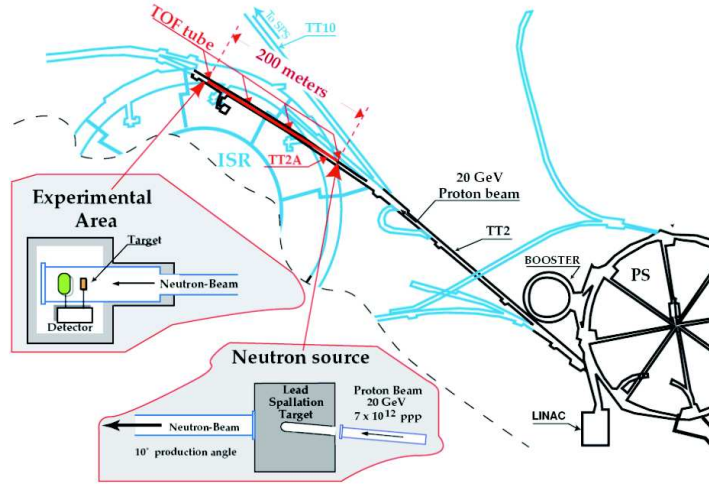 To SPS
TT10
TOF tube
200 meters
ISR
TT2A
20 GeV
Proton beam
TT2
Experimental
Area
Target
Neutron-Beam
Detector
BOOSTER
PS
LINAC
Neutron source
Lead
Spallation
Target
Proton Beam
20 GeV
7 x 10¹² ppp
Neutron-Beam
10° production angle